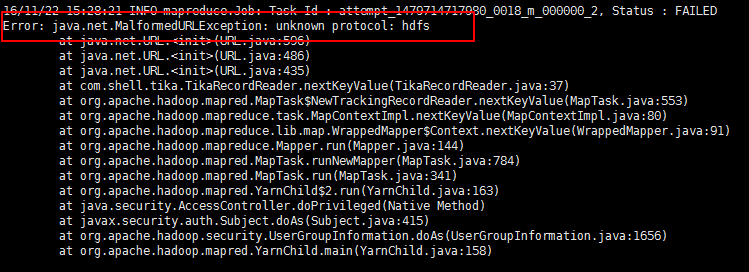 16/11/22 15:28:21 INFO mapreduce.Job: Task Id : attempt_1479714717980_0018_m_000000_2, Status : FAILED
Error: java.net.MalformedURLException: unknown protocol: hdfs
at java.net.URL.<init>(URL.java:596)
at java.net.URL.<init>(URL.java:486)
at java.net.URL.<init>(URL.java:435)
at com.shell.tika.TikaRecordReader.nextKeyValue(TikaRecordReader.java:37)
at org.apache.hadoop.mapred.MapTask$NewTrackingRecordReader.nextKeyValue(MapTask.java:553)
at org.apache.hadoop.mapreduce.task.MapContextImpl.nextKeyValue(MapContextImpl.java:80)
at org.apache.hadoop.mapreduce.lib.map.WrappedMapper$Context.nextKeyValue(WrappedMapper.java:91)
at org.apache.hadoop.mapreduce.Mapper.run(Mapper.java:144)
at org.apache.hadoop.mapred.MapTask.runNewMapper(MapTask.java:784)
at org.apache.hadoop.mapred.MapTask.run(MapTask.java:341)
at org.apache.hadoop.mapred.YarnChild$2.run(YarnChild.java:163)
at java.security.AccessController.doPrivileged(Native Method)
at javax.security.auth.Subject.doAs(Subject.java:415)
at org.apache.hadoop.security.UserGroupInformation.doAs(UserGroupInformation.java:1656)
at org.apache.hadoop.mapred.YarnChild.main(YarnChild.java:158)